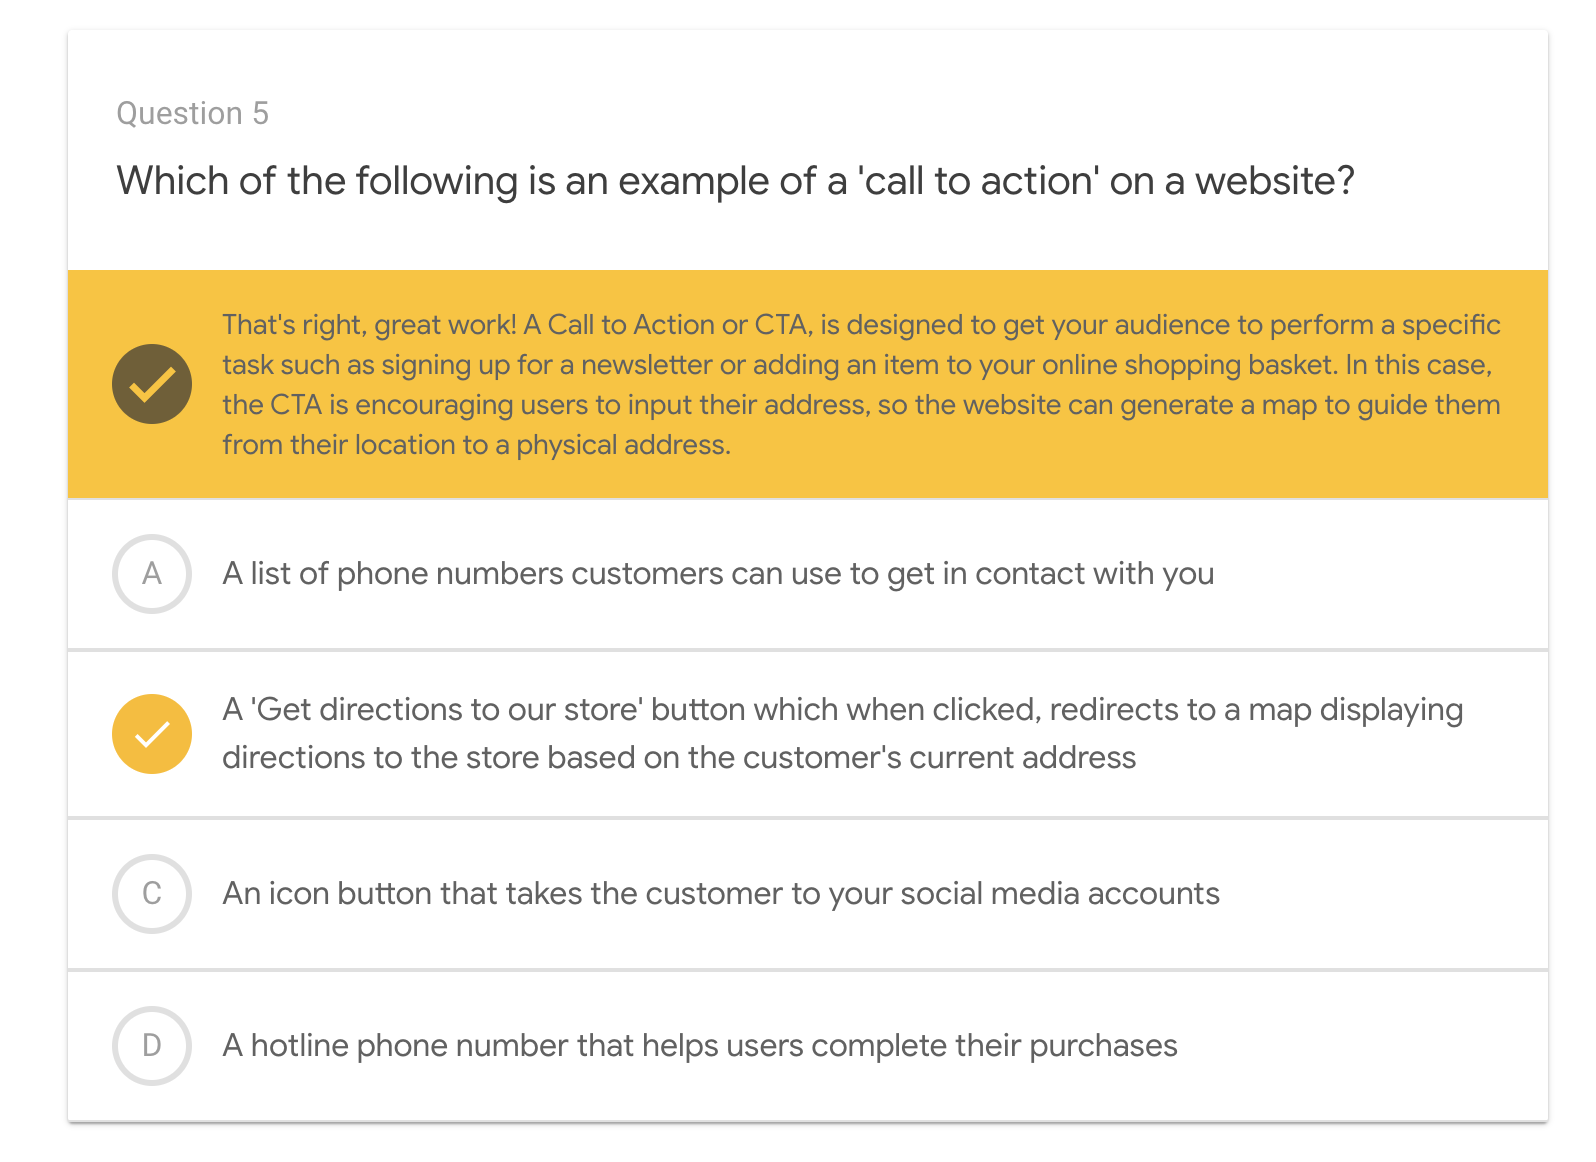 Question 5
Which of the following is an example of a 'call to action' on a website?
That's right, great work! A Call to Action or CTA, is designed to get your audience to perform a specific
task such as signing up for a newsletter or adding an item to your online shopping basket. In this case,
the CTA is encouraging users to input their address, so the website can generate a map to guide them
from their location to a physical address.
A A list of phone numbers customers can use to get in contact with you
A 'Get directions to our store' button which when clicked, redirects to a map displaying
directions to the store based on the customer's current address
C An icon button that takes the customer to your social media accounts
D A hotline phone number that helps users complete their purchases